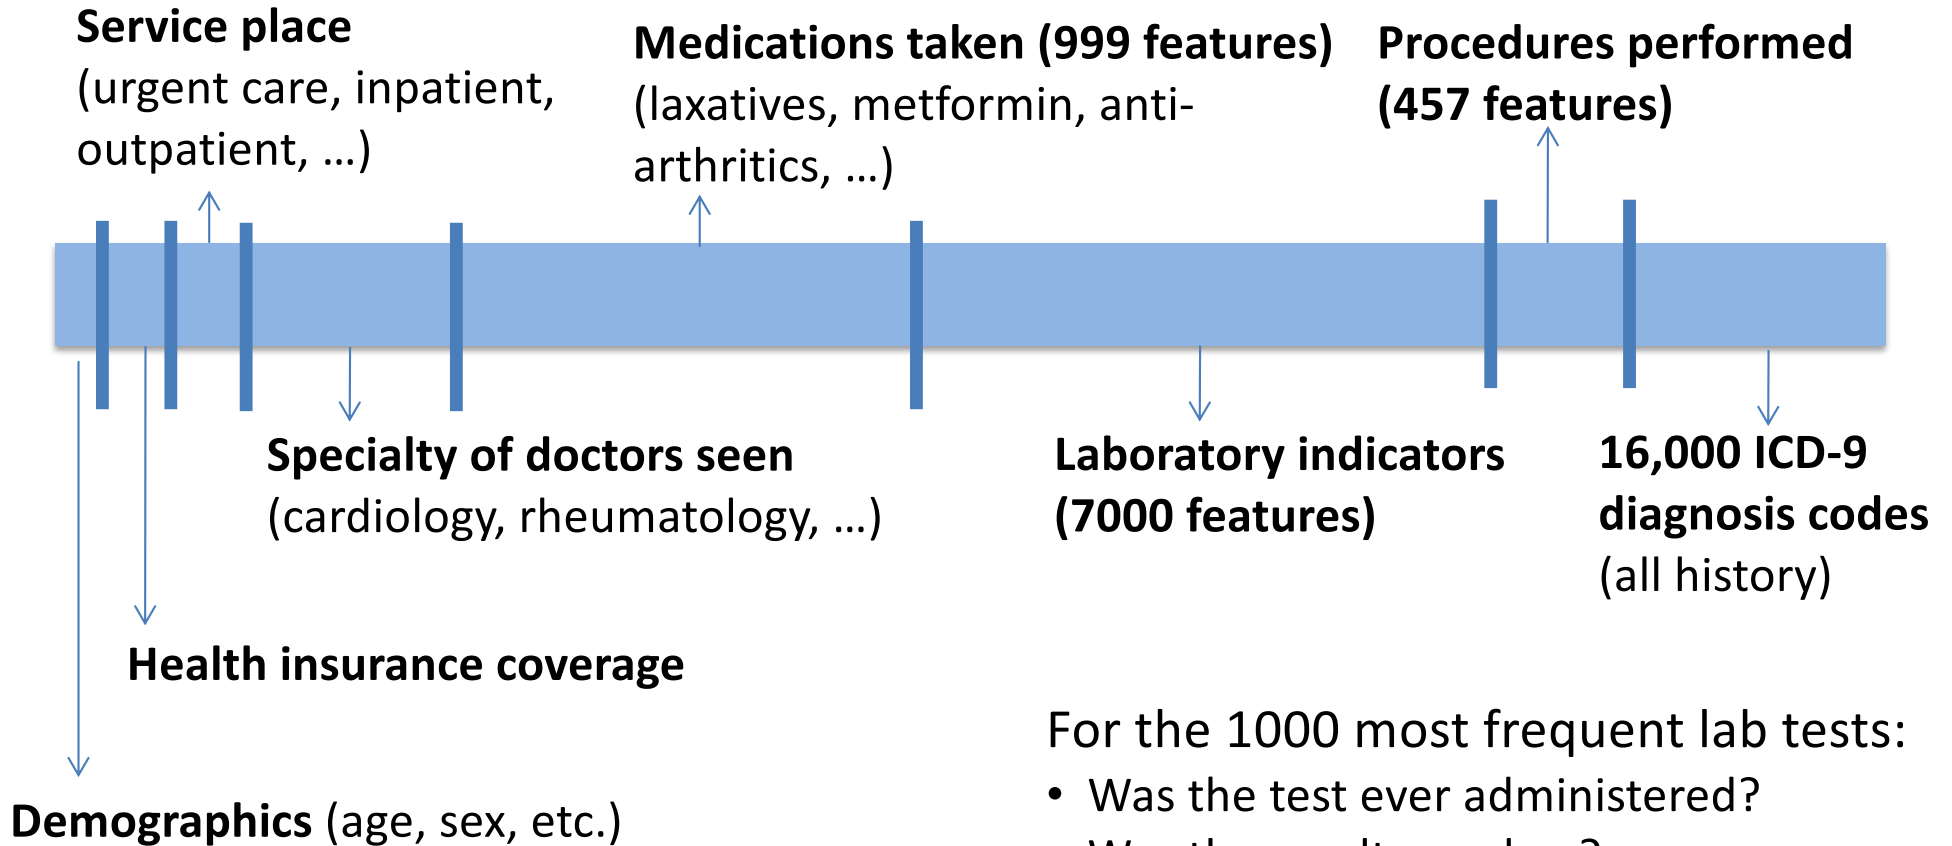 Service place
(urgent care, inpatient,
outpatient, …)
Medications taken (999 features)
(laxatives, metformin, anti-
arthritics, …)
Procedures performed
(457 features)
Specialty of doctors seen
(cardiology, rheumatology, …)
Laboratory indicators
(7000 features)
16,000 ICD-9
diagnosis codes
(all history)
Health insurance coverage
Demographics (age, sex, etc.)
For the 1000 most frequent lab tests:
• Was the test ever administered?